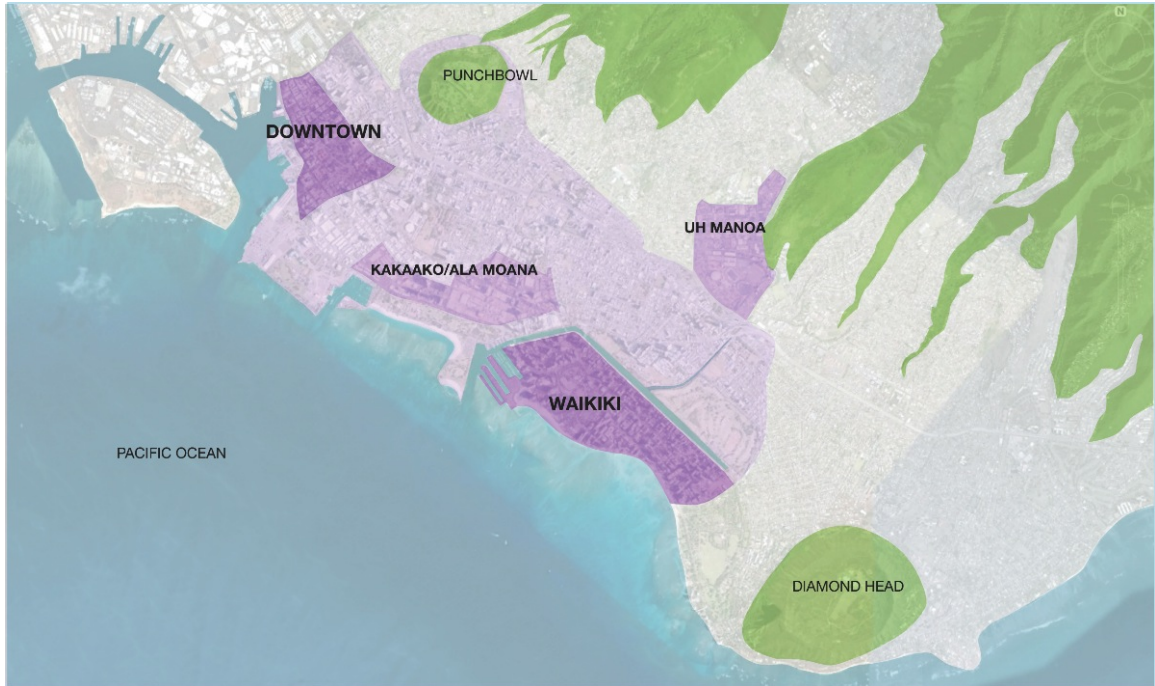 N
PUNCHBOWL
DOWNTOWN
UH MANOA
KAKAAKO/ALA MOANA
WAIKIKI
PACIFIC OCEAN
DIAMOND HEAD